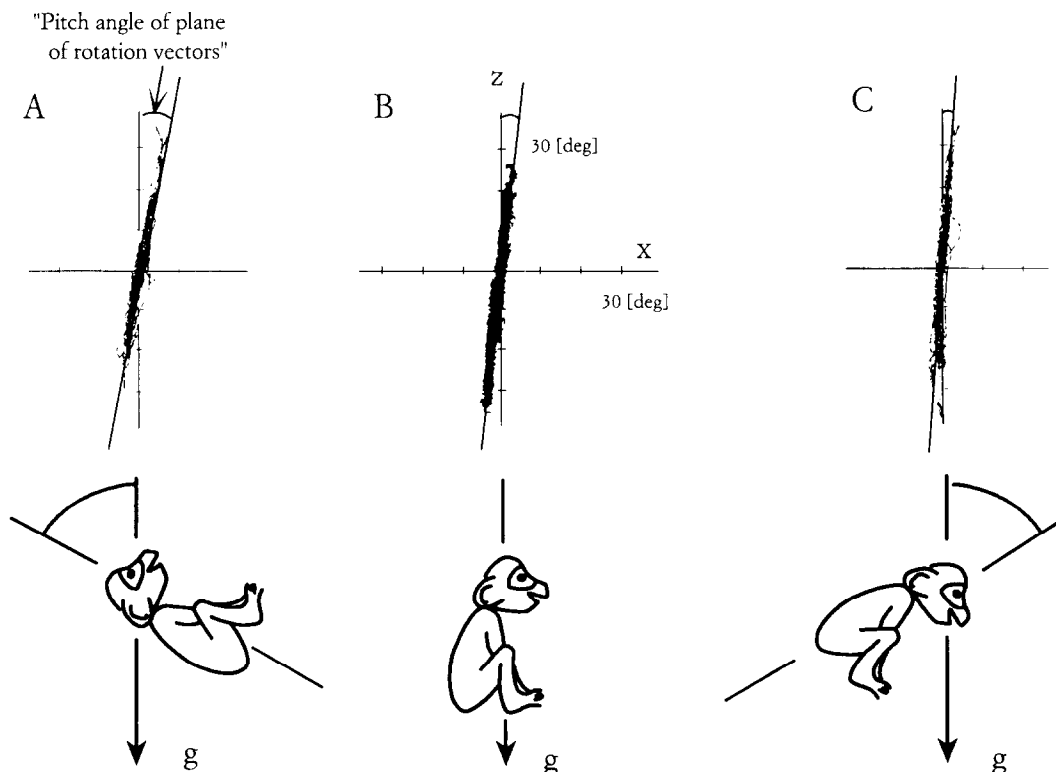 "Pitch angle of plane
of rotation vectors"
A
B
C
z
30 [deg]
x
30 [deg]
g
g
g